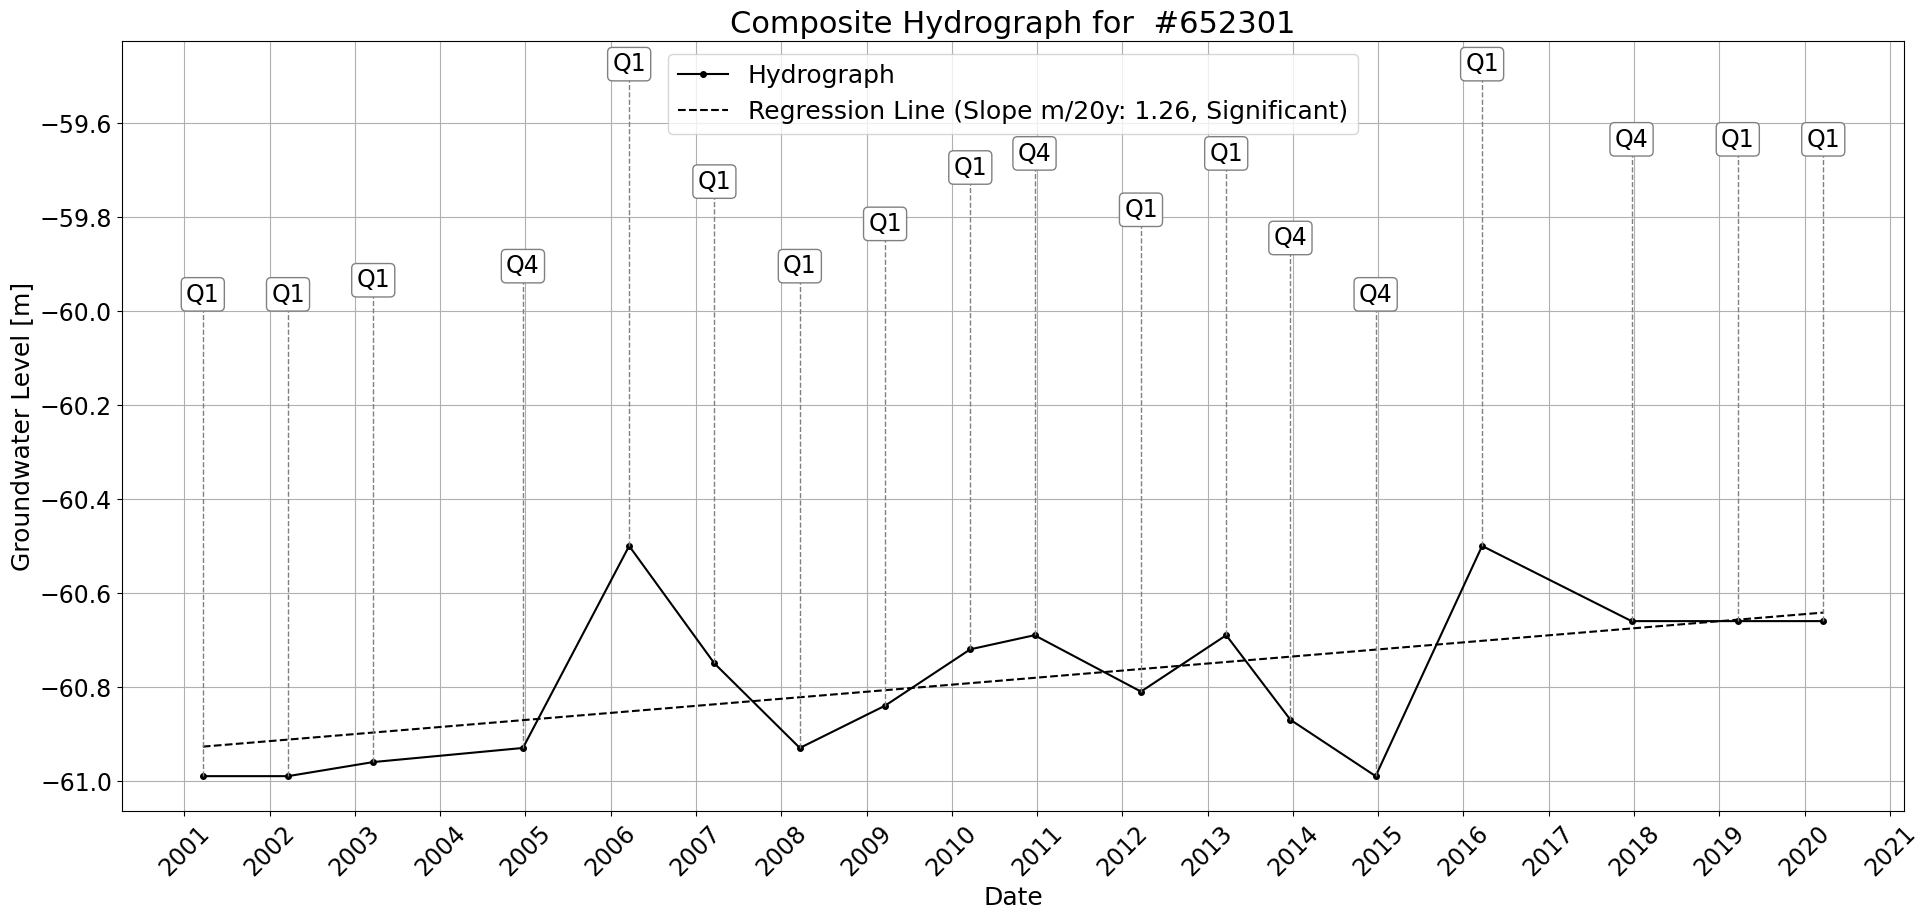 Composite Hydrograph for  #652301
Hydrograph
Regression Line (Slope m/20y: 1.26, Significant)
Q1
Q1
Q1
Q4
Q1
Q1
Q1
Q1
Q1
Q4
Q1
Q1
Q4
Q4
Q1
Q4
Q1
Q1
Groundwater Level [m]
−59.6
−59.8
−60.0
−60.2
−60.4
−60.6
−60.8
−61.0
2001
2002
2003
2004
2005
2006
2007
2008
2009
2010
2011
2012
2013
2014
2015
2016
2017
2018
2019
2020
2021
Date